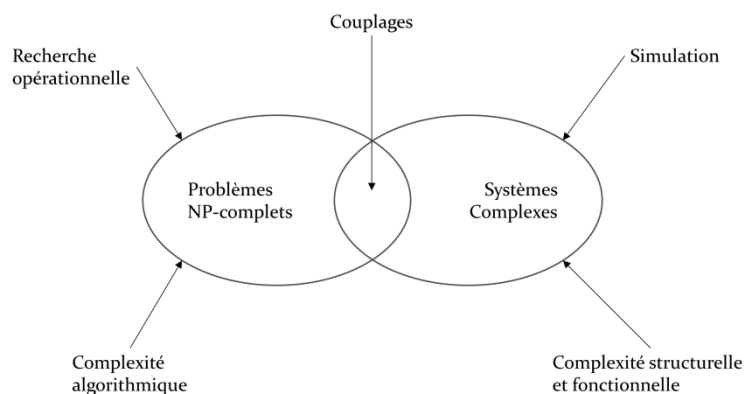 Couplages
Recherche
opérationnelle
Simulation
Problèmes
NP-complets
Systèmes
Complexes
Complexité
algorithmique
Complexité structurelle
et fonctionnelle